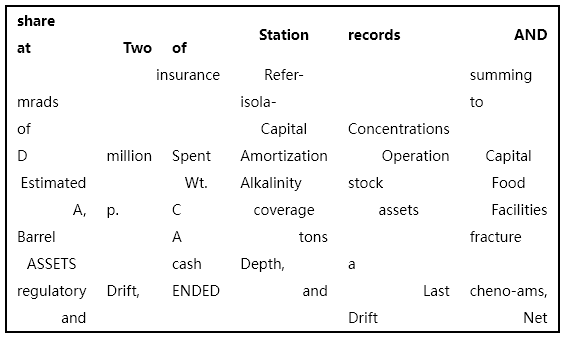 share
Station records AND
at Two of
insurance Refer- summing
mrads isola- to
of Capital Concentrations
D million Spent Amortization Operation Capital
Estimated Wt. Alkalinity stock Food
A, p. C coverage assets Facilities
Barrel A tons fracture
ASSETS cash Depth, a
regulatory Drift, ENDED and Last cheno-ams,
and Drift Net